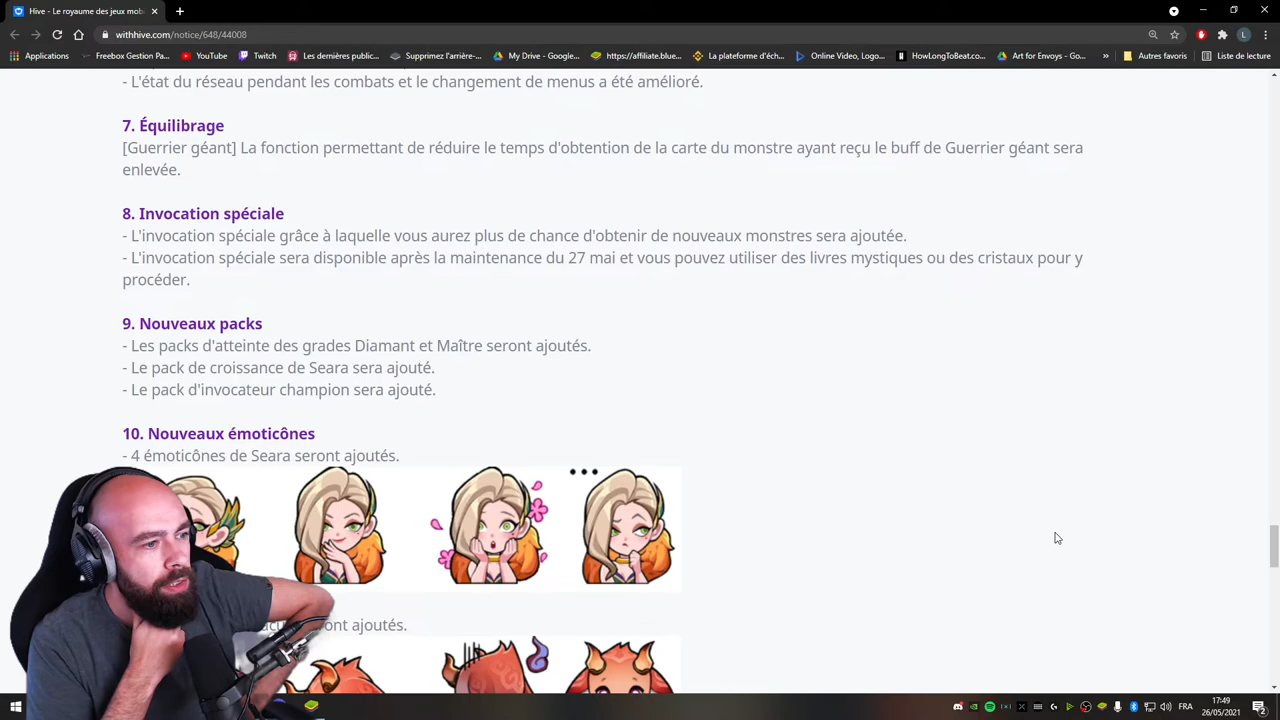 Hive - Le royaume des jeux mob
withhive.com/notice/648/44008
Applications
Freebox Gestion Pa...
YouTube
Twitch
Les dernières public...
Supprimez l'arrière-...
My Drive - Google...
https://affiliate.blue...
La plateforme d'éch...
Online Video, Logo...
HowLongToBeat.co...
Art for Envoys - Go...
»
Autres favoris
Liste de lecture
- L'état du réseau pendant les combats et le changement de menus a été amélioré.
7. Équilibrage
[Guerrier géant] La fonction permettant de réduire le temps d'obtention de la carte du monstre ayant reçu le buff de Guerrier géant sera
enlevée.
8. Invocation spéciale
- L'invocation spéciale grâce à laquelle vous aurez plus de chance d'obtenir de nouveaux monstres sera ajoutée.
- L'invocation spéciale sera disponible après la maintenance du 27 mai et vous pouvez utiliser des livres mystiques ou des cristaux pour y
procéder.
9. Nouveaux packs
- Les packs d'atteinte des grades Diamant et Maître seront ajoutés.
- Le pack de croissance de Seara sera ajouté.
- Le pack d'invocateur champion sera ajouté.
10. Nouveaux émoticônes
- 4 émoticônes de Seara seront ajoutés.
ajoutés.
FRA
17:49
26/05/2021